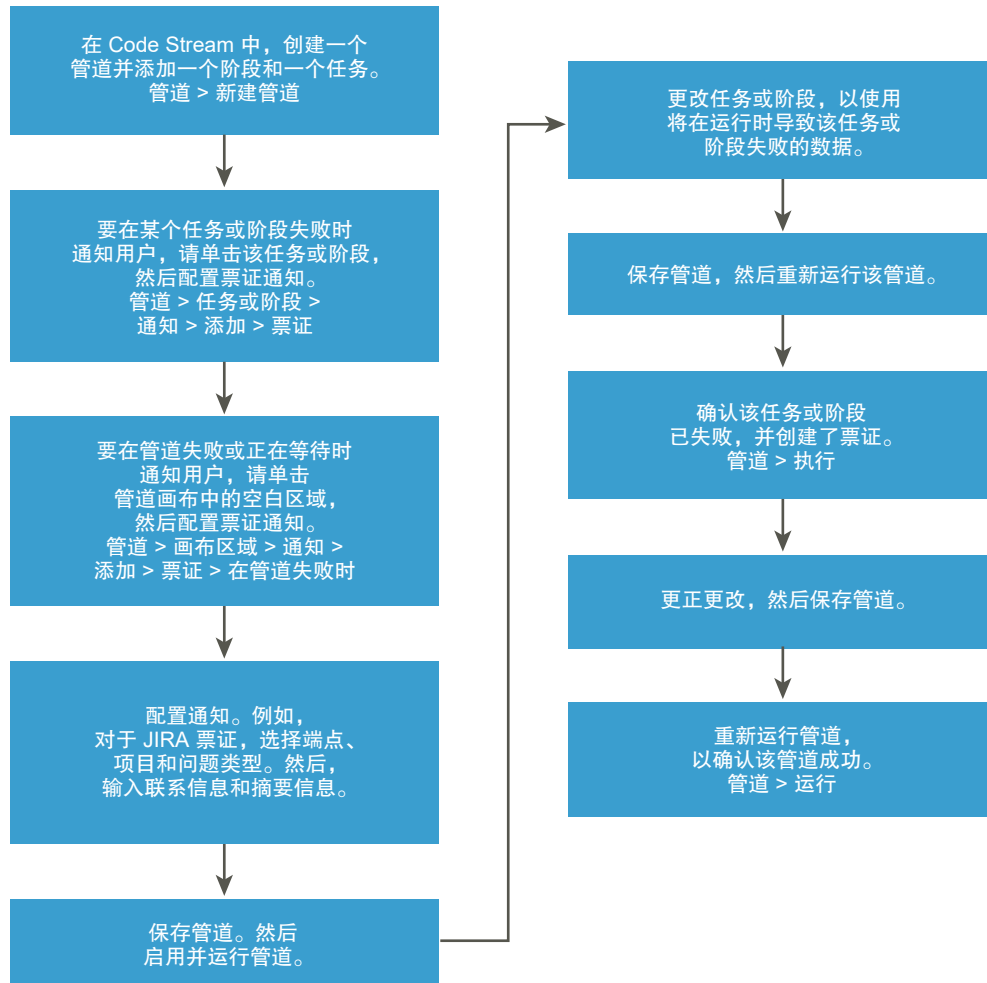 在 Code Stream 中，创建一个
管道并添加一个阶段和一个任务。
管道 > 新建管道
要在某个任务或阶段失败时
通知用户，请单击该任务或阶段，
然后配置票证通知。
管道 > 任务或阶段 >
通知 > 添加 > 票证
要在管道失败或正在等待时
通知用户，请单击
管道画布中的空白区域，
然后配置票证通知。
管道 > 画布区域 > 通知 >
添加 > 票证 > 在管道失败时
配置通知。例如，
对于 JIRA 票证，选择端点、
项目和问题类型。然后，
输入联系信息和摘要信息。
保存管道。然后
启用并运行管道。
更改任务或阶段，以使用
将在运行时导致该任务或
阶段失败的数据。
保存管道，然后重新运行该管道。
确认该任务或阶段
已失败，并创建了票证。
管道 > 执行
更正更改，然后保存管道。
重新运行管道，
以确认该管道成功。
管道 > 运行